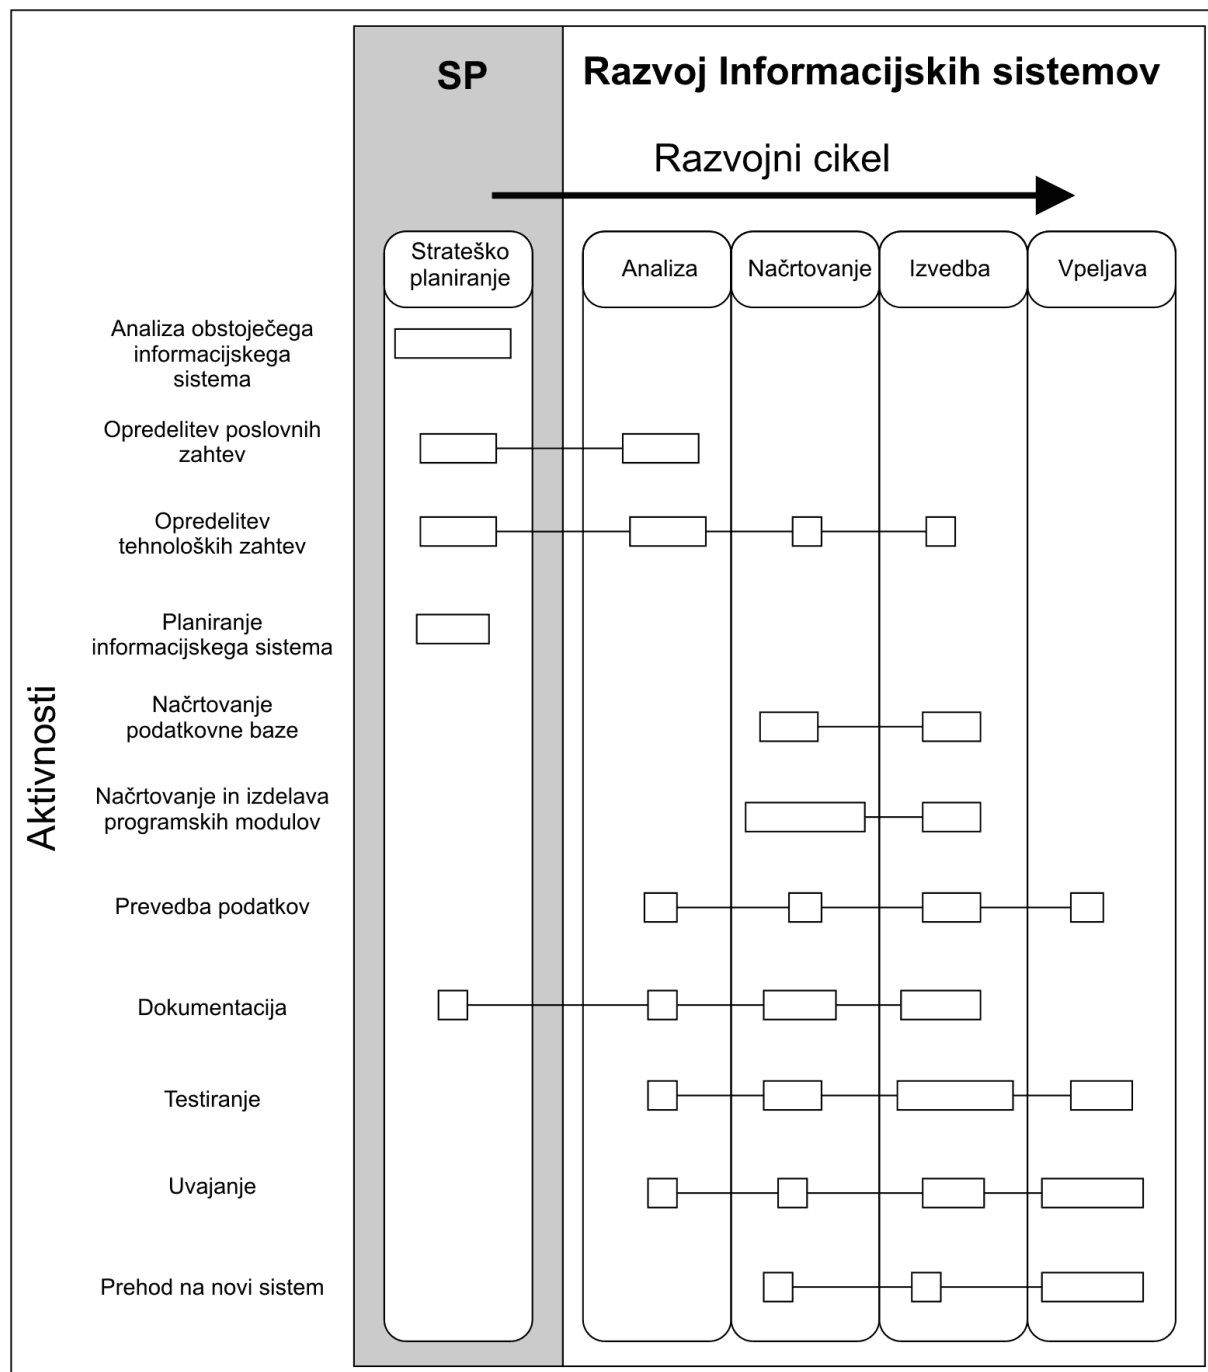 SP
Razvoj Informacijskih sistemov
Razvojni cikel
Strateško
planiranje
Analiza
Načrtovanje
Izvedba
Vpeljava
Aktivnosti
Analiza obstoječega
informacijskega
sistema
Opredelitev poslovnih
zahtev
Opredelitev
tehnoloških zahtev
Planiranje
informacijskega sistema
Načrtovanje
podatkovne baze
Načrtovanje in izdelava
programskih modulov
Prevedba podatkov
Dokumentacija
Testiranje
Uvajanje
Prehod na novi sistem